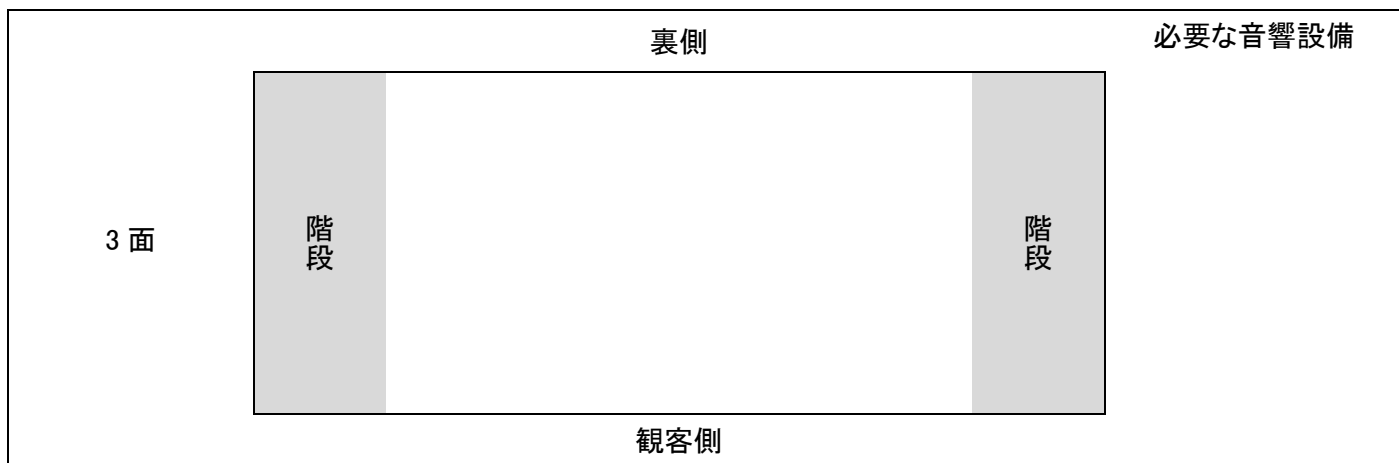 裏側
必要な音響設備
3 面
階段
階段
観客側